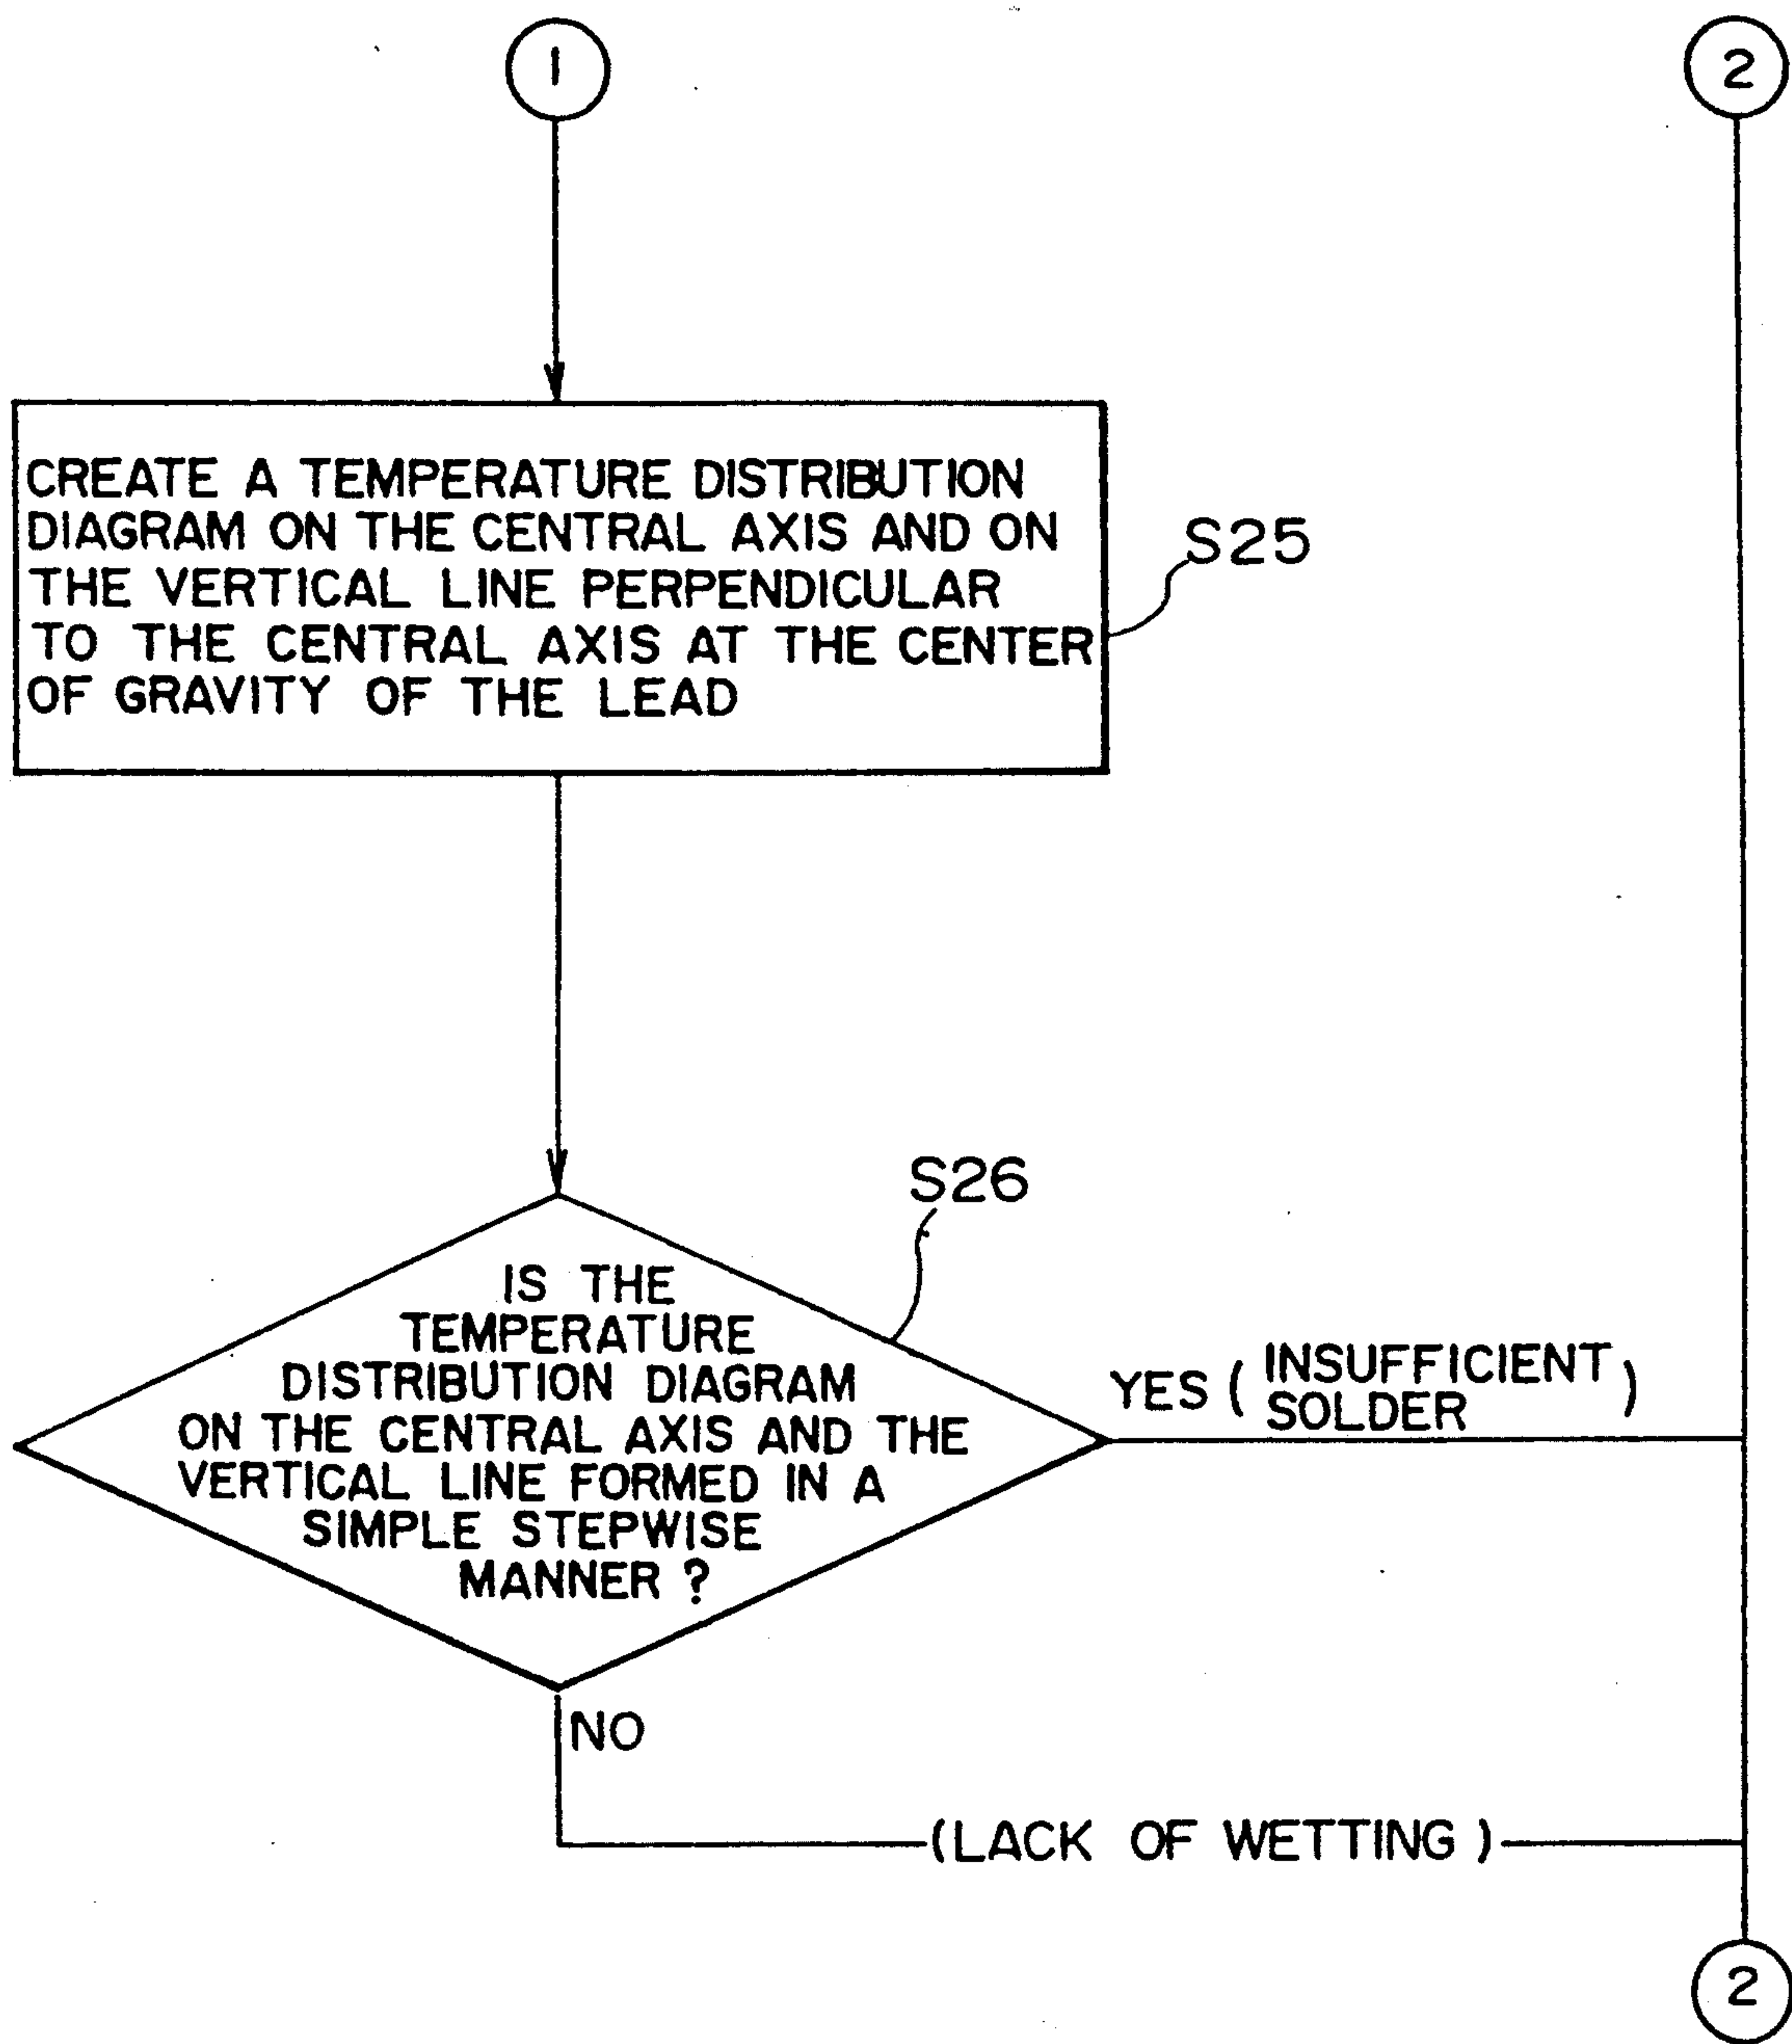 1
2
CREATE A TEMPERATURE DISTRIBUTION
DIAGRAM ON THE CENTRAL AXIS AND ON
THE VERTICAL LINE PERPENDICULAR
TO THE CENTRAL AXIS AT THE CENTER
OF GRAVITY OF THE LEAD
S25
S26
IS THE
TEMPERATURE
DISTRIBUTION DIAGRAM
ON THE CENTRAL AXIS AND THE
VERTICAL LINE FORMED IN A
SIMPLE STEPWISE
MANNER ?
YES ( INSUFFICIENT
SOLDER )
NO
(LACK OF WETTING )
2